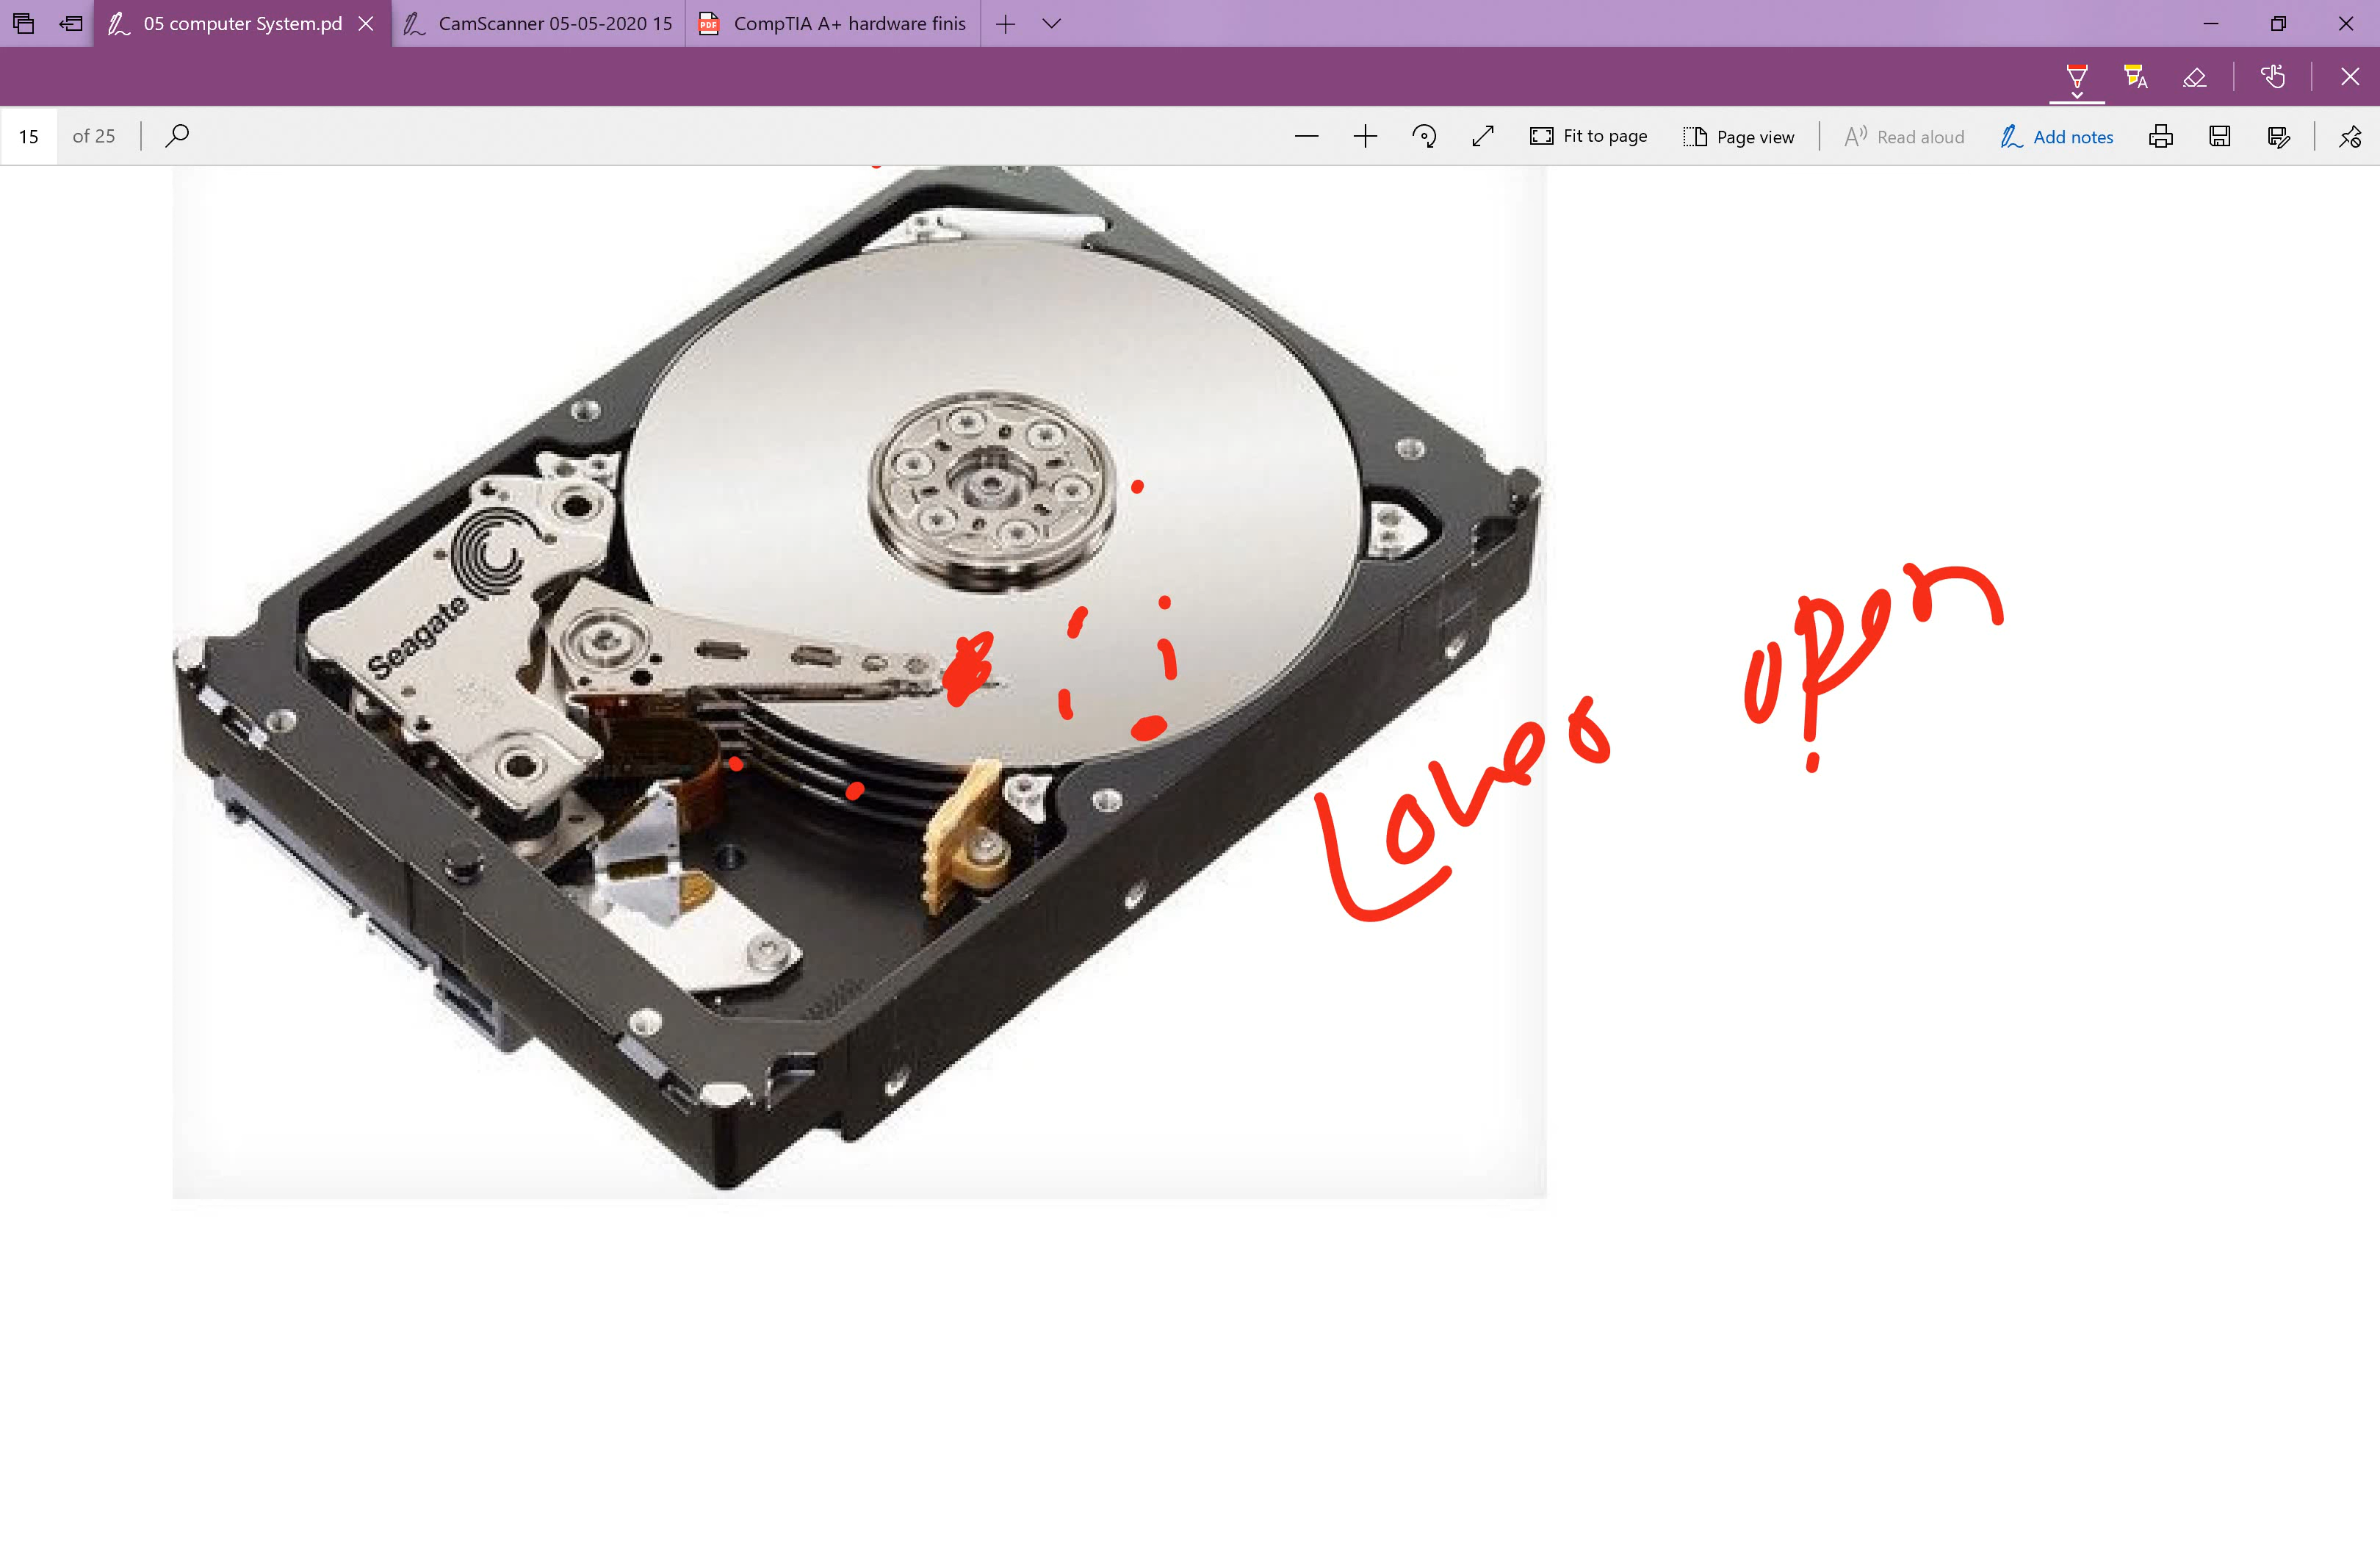 05 computer System.pd
CamScanner 05-05-2020 15
CompTIA A+ hardware finis
15 of 25
Fit to page
Page view
Read aloud
Add notes
Seagate
open